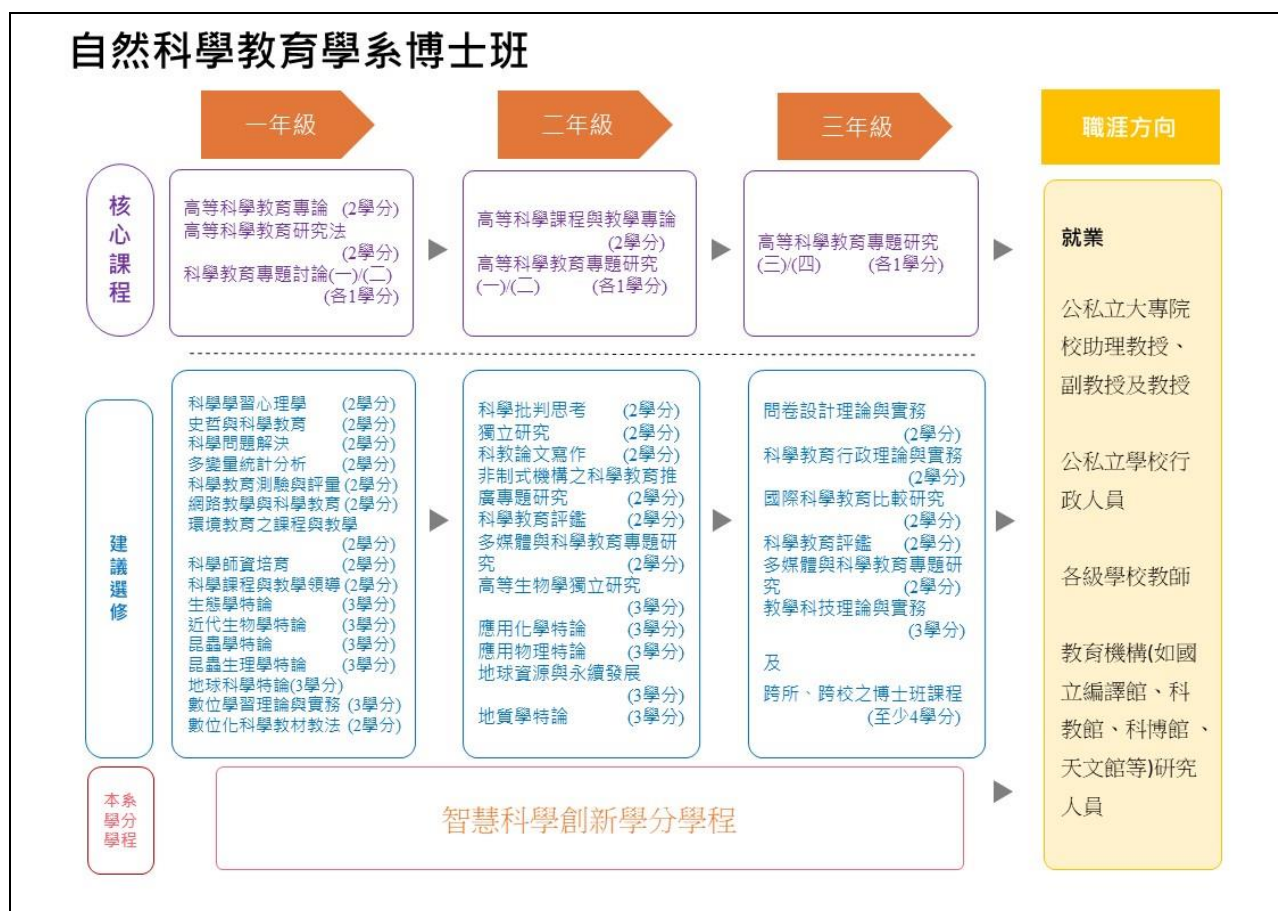 自然科學教育學系博士班
一年級
二年級
三年級
職涯方向
核心課程
高等科學教育專論 (2學分)
高等科學教育研究法
(2學分)
科學教育專題討論(一)/(二)
(各1學分)
高等科學課程與教學專論
(2學分)
高等科學教育專題研究
(一)/(二) (各1學分)
高等科學教育專題研究
(三)/(四) (各1學分)
建議選修
科學學習心理學 (2學分)
史哲與科學教育 (2學分)
科學問題解決 (2學分)
多變量統計分析 (2學分)
科學教育測驗與評量 (2學分)
網路教學與科學教育 (2學分)
環境教育之課程與教學
(2學分)
科學師資培育 (2學分)
科學課程與教學領導 (2學分)
生態學特論 (3學分)
近代生物學特論 (3學分)
昆蟲學特論 (3學分)
昆蟲生理學特論 (3學分)
地球科學特論(3學分)
數位學習理論與實務 (3學分)
數位化科學教材教法 (2學分)
科學批判思考 (2學分)
獨立研究 (2學分)
科教論文寫作 (2學分)
非制式機構之科學教育推
廣專題研究 (2學分)
科學教育評鑑 (2學分)
多媒體與科學教育專題研
究 (2學分)
高等生物學獨立研究
(3學分)
應用化學特論 (3學分)
應用物理特論 (3學分)
地球資源與永續發展
(3學分)
地質學特論 (3學分)
問卷設計理論與實務
(2學分)
科學教育行政理論與實務
(2學分)
國際科學教育比較研究
(2學分)
科學教育評鑑 (2學分)
多媒體與科學教育專題研
究 (2學分)
教學科技理論與實務
(3學分)
及
跨所、跨校之博士班課程
(至少4學分)
本系
學分
學程
智慧科學創新學分學程
就業
公私立大專院
校助理教授、
副教授及教授
公私立學校行
政人員
各級學校教師
教育機構(如國
立編譯館、科
教館、科博館、
天文館等)研究
人員